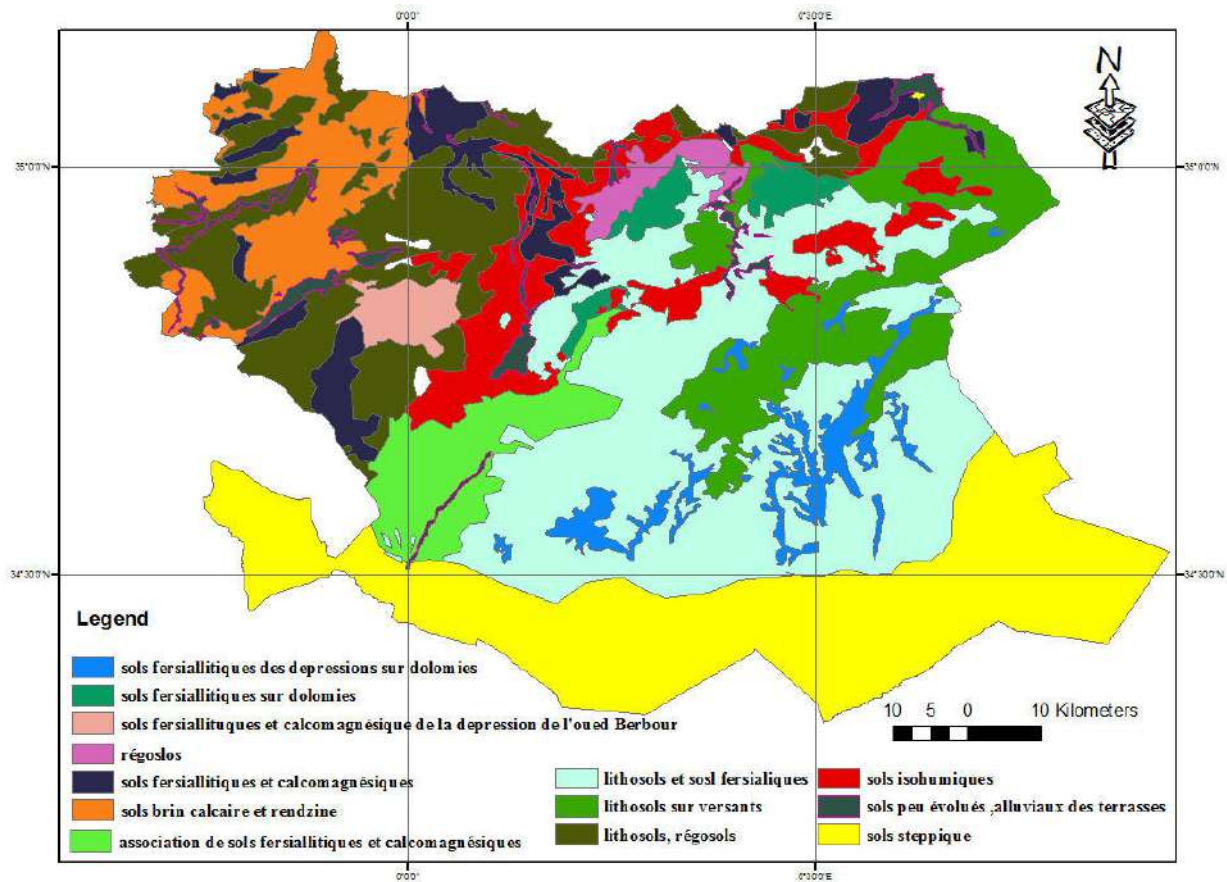 0°0'0" 0°30'0"E
N
35°0'0"N 35°0'0"N
34°30'0"N 34°30'0"N
Legend
sols fersiallitiques des depressions sur dolomies
sols fersiallitiques sur dolomies
sols fersiallituques et calcomagnésique de la depression de l'oued Berbour
régoslos
sols fersiallitiques et calcomagnésiques
sols brin calcaire et rendzine
association de sols fersiallitiques et calcomagnésiques
lithosols et sosl fersialiques
lithosols sur versants
lithosols, régosols
sols isohumiques
sols peu évolués ,alluviaux des terrasses
sols steppique
10 5 0 10 Kilometers
0°0'0" 0°30'0"E